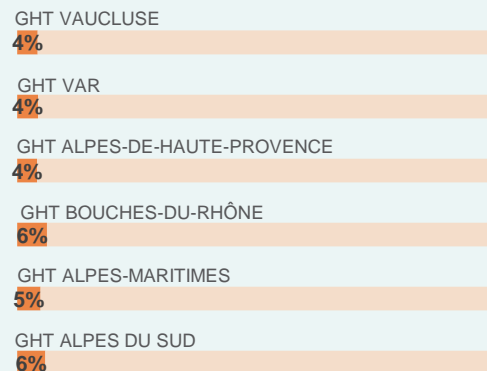 GHT VAUCLUSE
4%
GHT VAR
4%
GHT ALPES-DE-HAUTE-PROVENCE
4%
GHT BOUCHES-DU-RHÔNE
6%
GHT ALPES-MARITIMES
5%
GHT ALPES DU SUD
6%